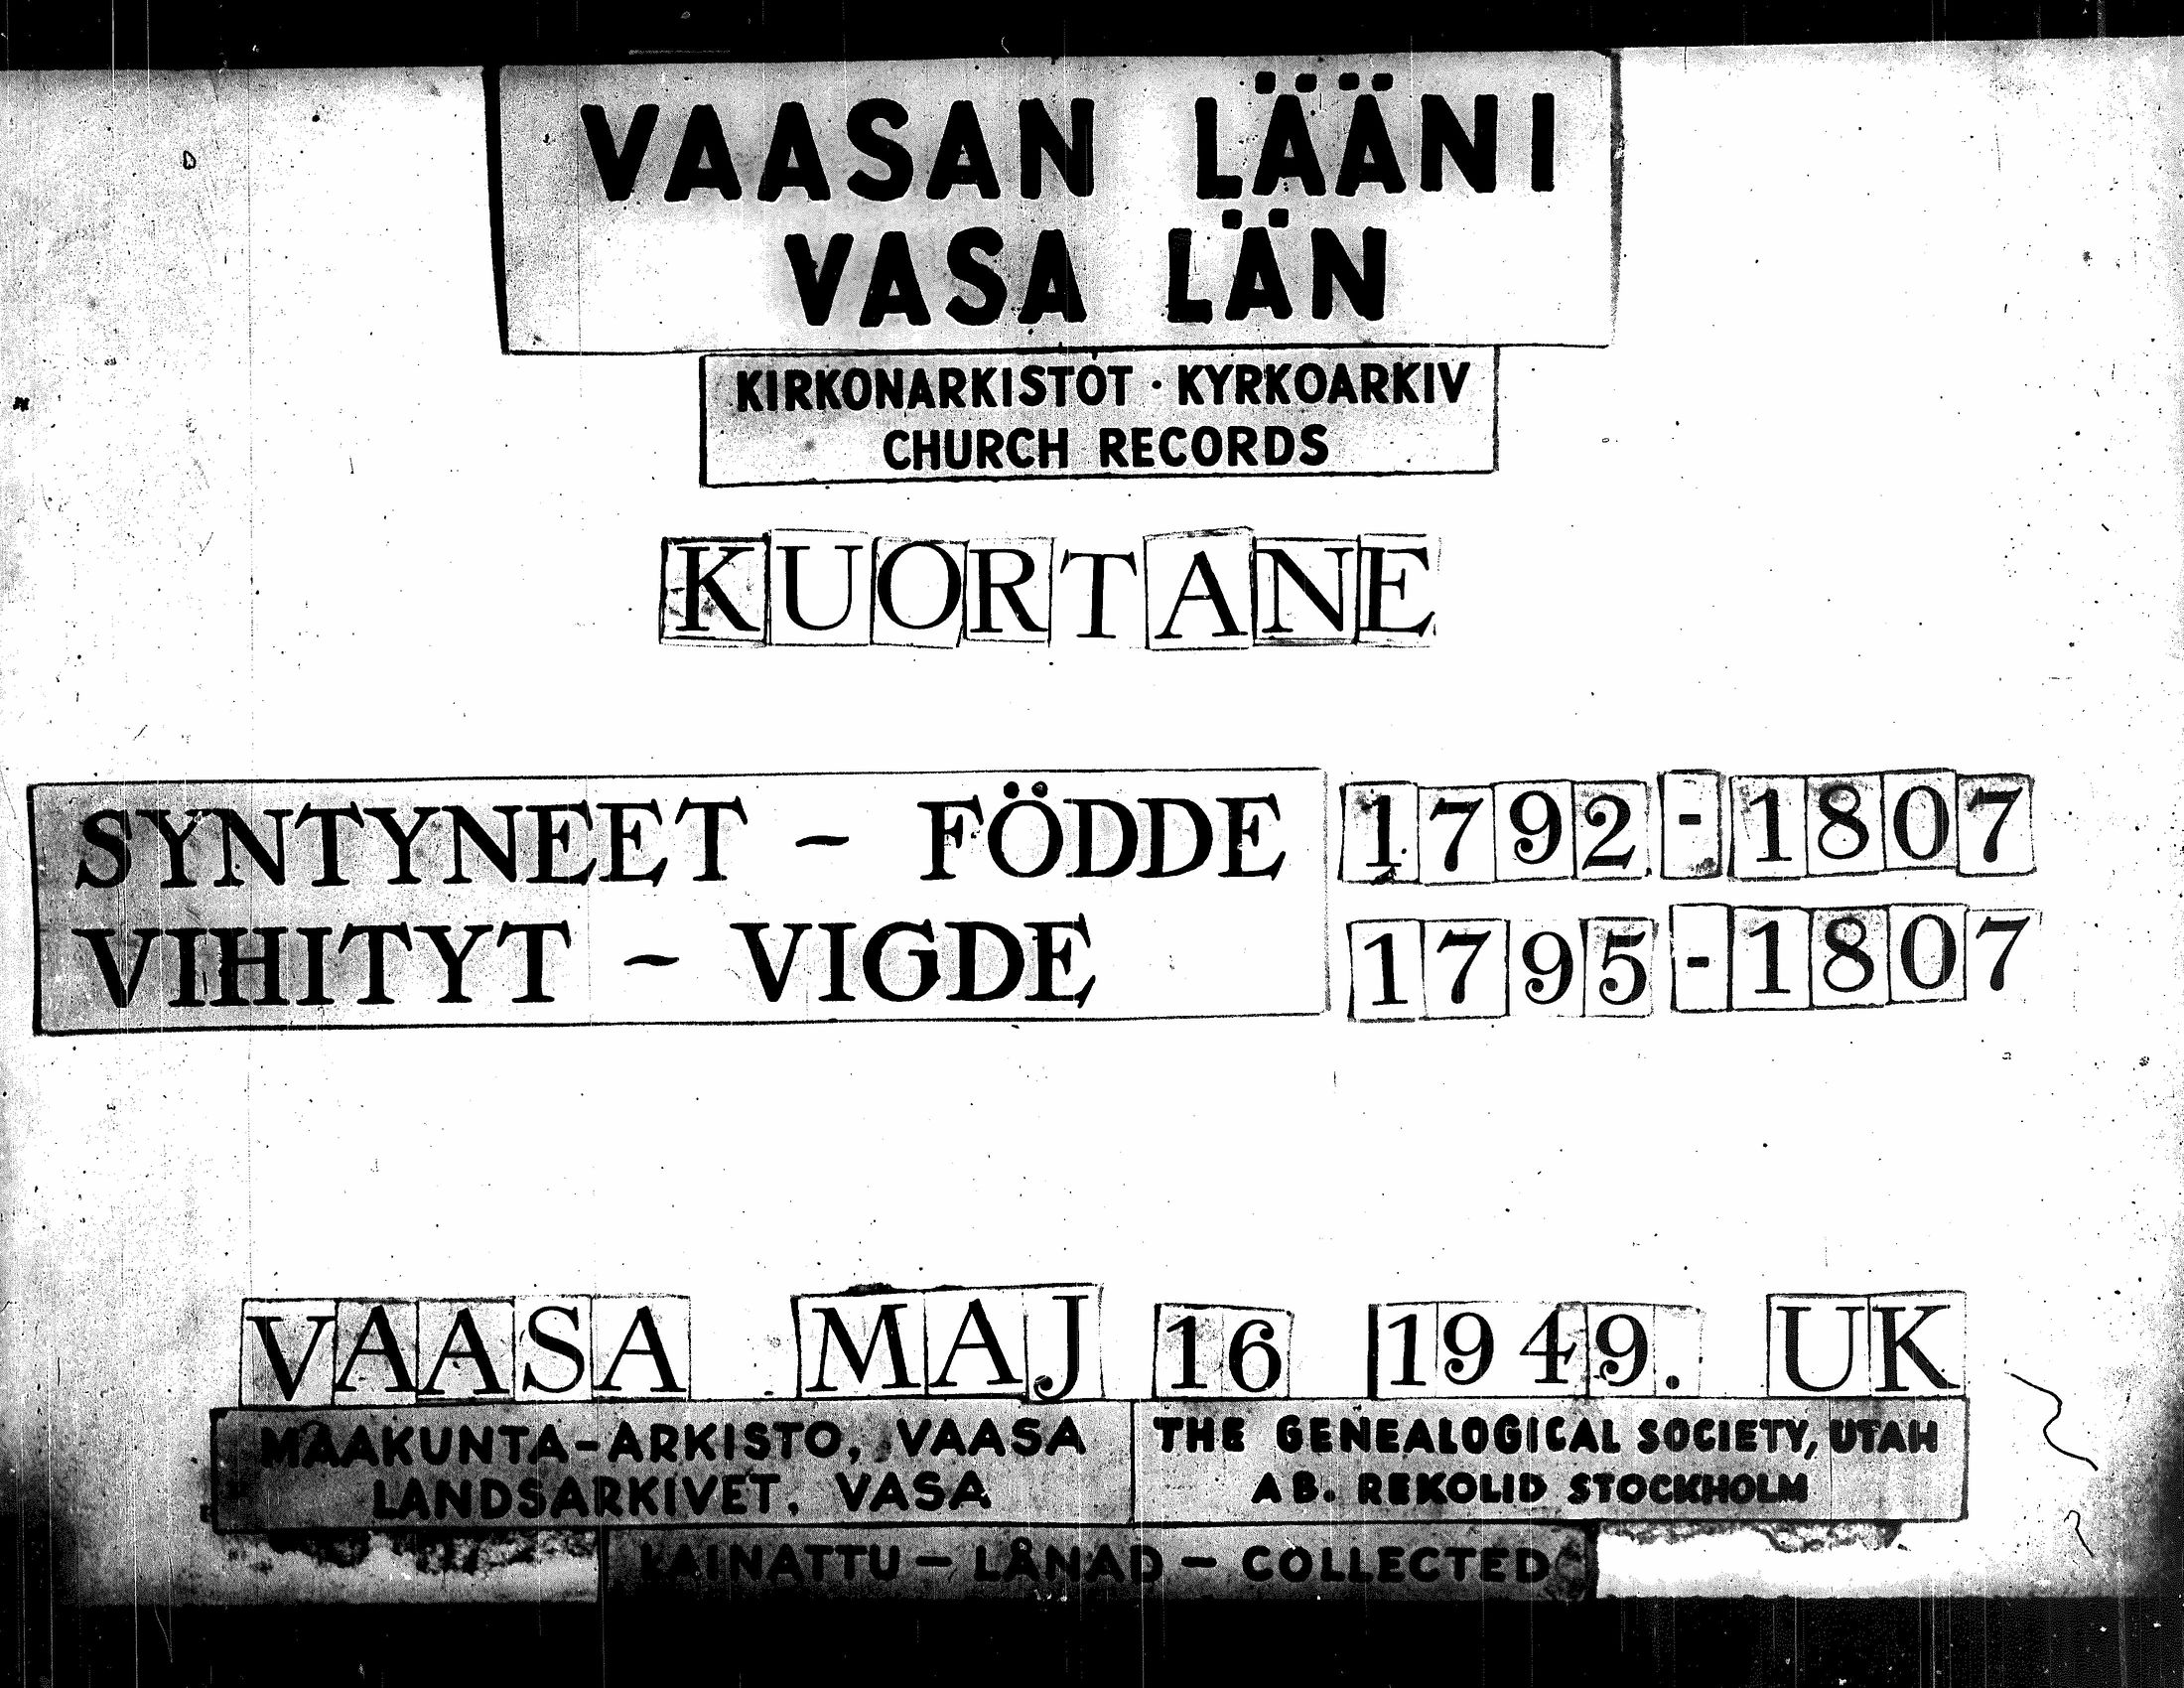 VAASAN LÄÄNI
VASA LÄN
KIRKONARKISTOT · KYRKOARKIV
CHURCH RECORDS
KUORTANE
SYNTYNEET - FÖDDE 1792-1807
VIHITYT - VIGDE 1795-1807
VAASA MAJ 16 1949. UK
MAAKUNTA-ARKISTO, VAASA
LANDSARKIVET, VASA
THE GENEALOGICAL SOCIETY, UTAH
AB. REKOLID STOCKHOLM
LAINATTU - LÅNAD - COLLECTED